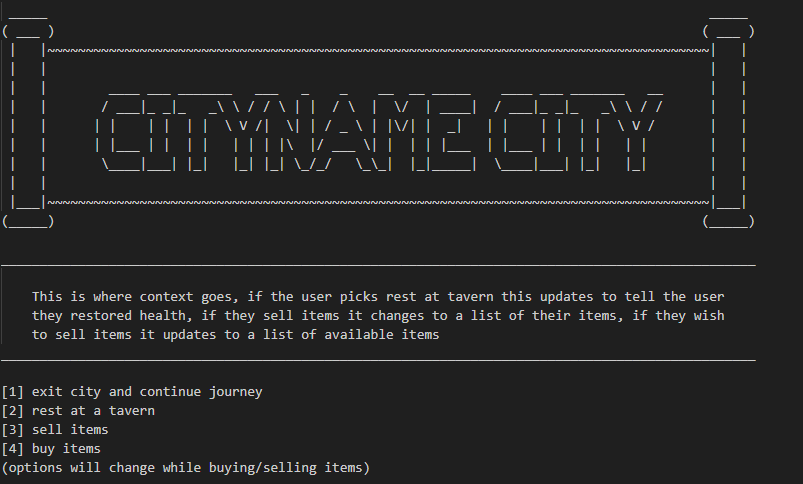 CITYNAME CITY
This is where context goes, if the user picks rest at tavern this updates to tell the user
they restored health, if they sell items it changes to a list of their items, if they wish
to sell items it updates to a list of available items
[1] exit city and continue journey
[2] rest at a tavern
[3] sell items
[4] buy items
(options will change while buying/selling items)